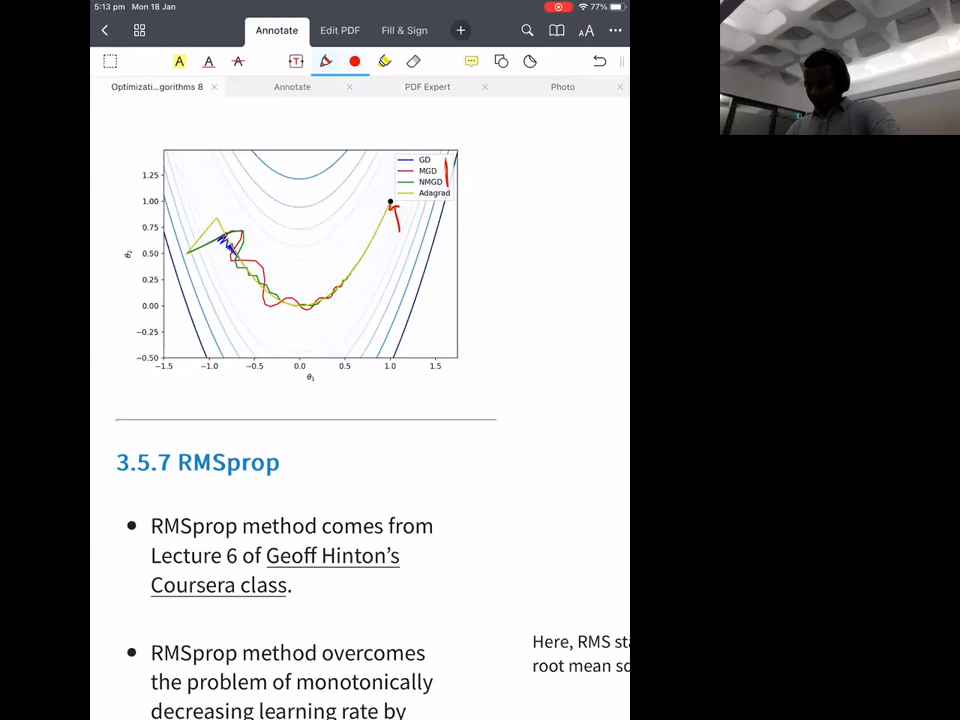 5:13 pm Mon 18 Jan
77%
Annotate Edit PDF Fill & Sign +
AA
A A A T
Optimizati...gorithms 8 × Annotate × PDF Expert × Photo ×
GD
MGD
NMGD
Adagrad
1.25
1.00
0.75
0.50
0.25
0.00
−0.25
−0.50
θ2
−1.5 −1.0 −0.5 0.0 0.5 1.0 1.5
θ1
3.5.7 RMSprop
• RMSprop method comes from
Lecture 6 of Geoff Hinton's
Coursera class.
• RMSprop method overcomes
the problem of monotonically
decreasing learning rate by
Here, RMS
root mean